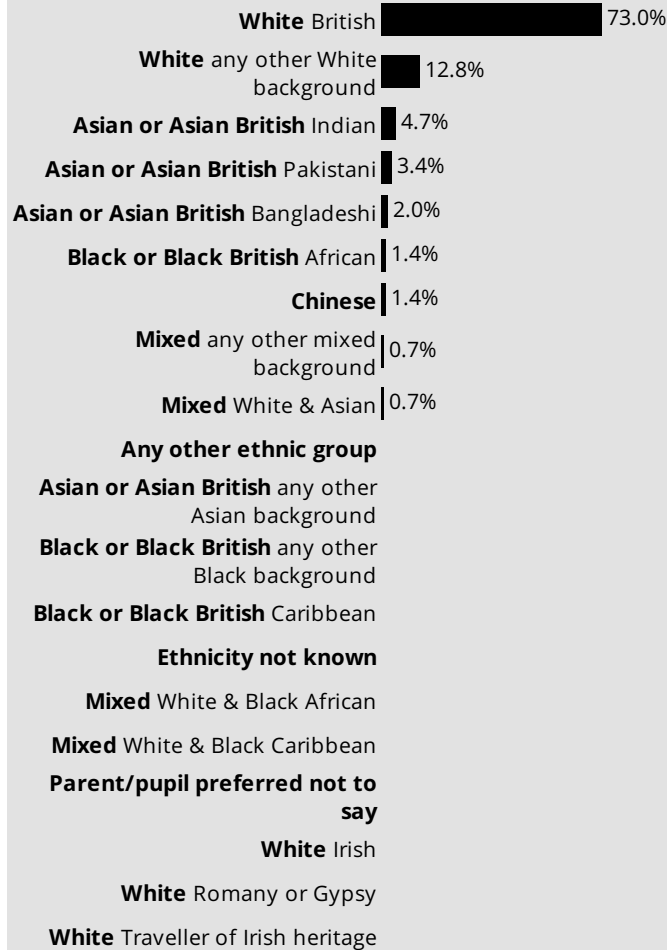 White British 73.0%
White any other White
background 12.8%
Asian or Asian British Indian 4.7%
Asian or Asian British Pakistani 3.4%
Asian or Asian British Bangladeshi 2.0%
Black or Black British African 1.4%
Chinese 1.4%
Mixed any other mixed
background 0.7%
Mixed White & Asian 0.7%
Any other ethnic group
Asian or Asian British any other
Asian background
Black or Black British any other
Black background
Black or Black British Caribbean
Ethnicity not known
Mixed White & Black African
Mixed White & Black Caribbean
Parent/pupil preferred not to
say
White Irish
White Romany or Gypsy
White Traveller of Irish heritage